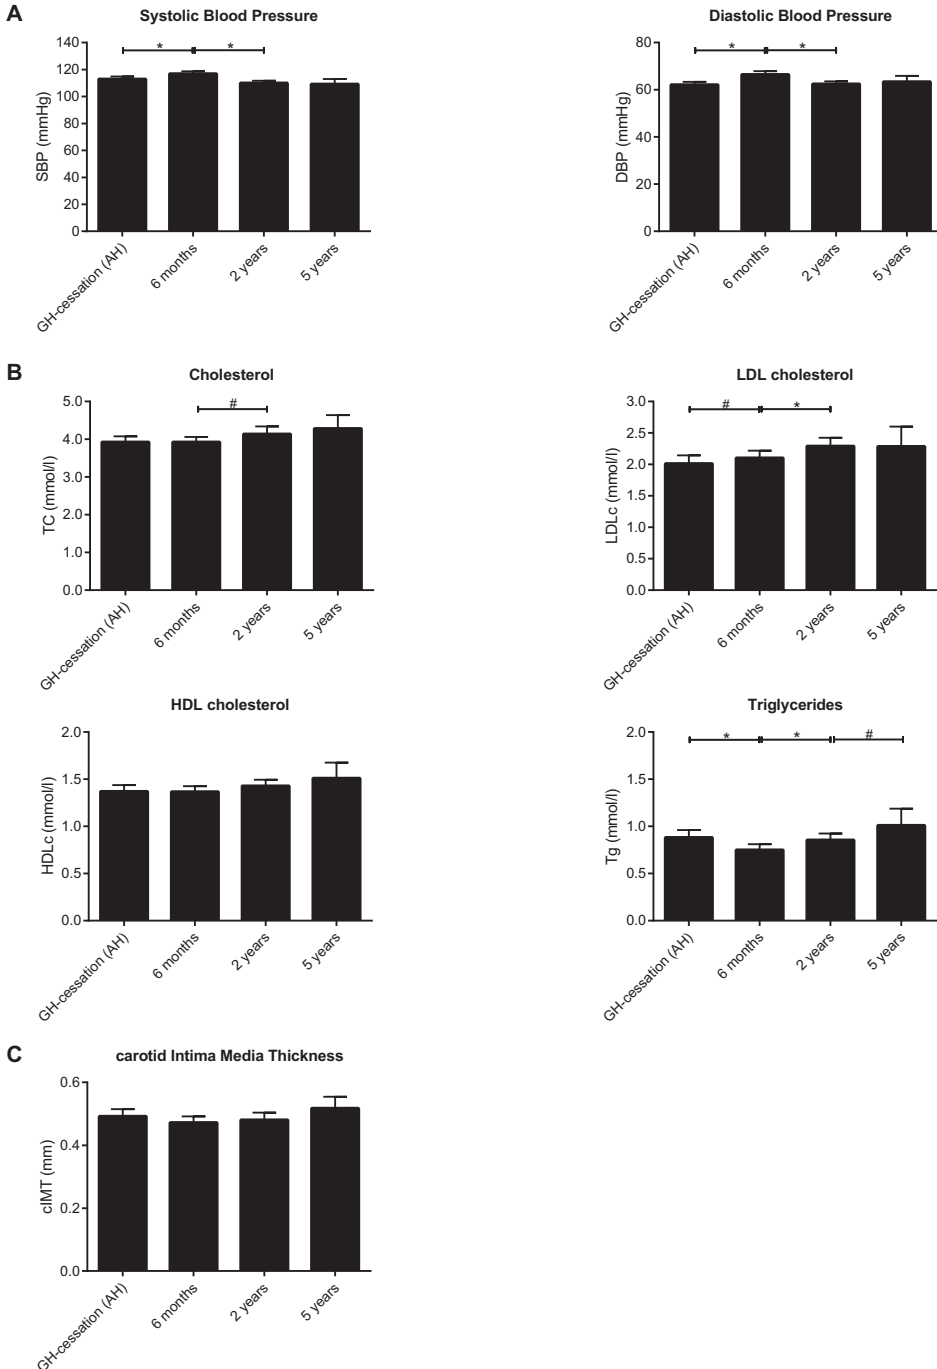 A
Systolic Blood Pressure
140
120
100
80
60
40
20
0
SBP (mmHg)
* *
GH-cessation (AH)
6 months
2 years
5 years
Diastolic Blood Pressure
80
60
40
20
0
DBP (mmHg)
* *
GH-cessation (AH)
6 months
2 years
5 years
B
Cholesterol
5.0
4.0
3.0
2.0
1.0
0.0
TC (mmol/l)
#
GH-cessation (AH)
6 months
2 years
5 years
LDL cholesterol
3.0
2.5
2.0
1.5
1.0
0.5
0.0
LDLc (mmol/l)
# *
GH-cessation (AH)
6 months
2 years
5 years
HDL cholesterol
2.0
1.5
1.0
0.5
0.0
HDLc (mmol/l)
GH-cessation (AH)
6 months
2 years
5 years
Triglycerides
2.0
1.5
1.0
0.5
0.0
Tg (mmol/l)
* * #
GH-cessation (AH)
6 months
2 years
5 years
C
carotid Intima Media Thickness
0.6
0.4
0.2
0.0
cIMT (mm)
GH-cessation (AH)
6 months
2 years
5 years